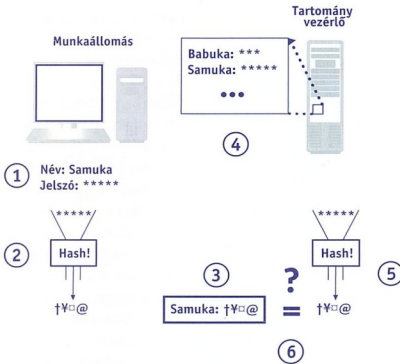 Munkaállomás
Tartomány
vezérlő
Babuka: ***
Samuka: *****
•••
4
1
Név: Samuka
Jelszó: *****
2
*****
Hash!
†¥¤@
3
Samuka: †¥¤@
?
=
*****
Hash!
†¥¤@
5
6